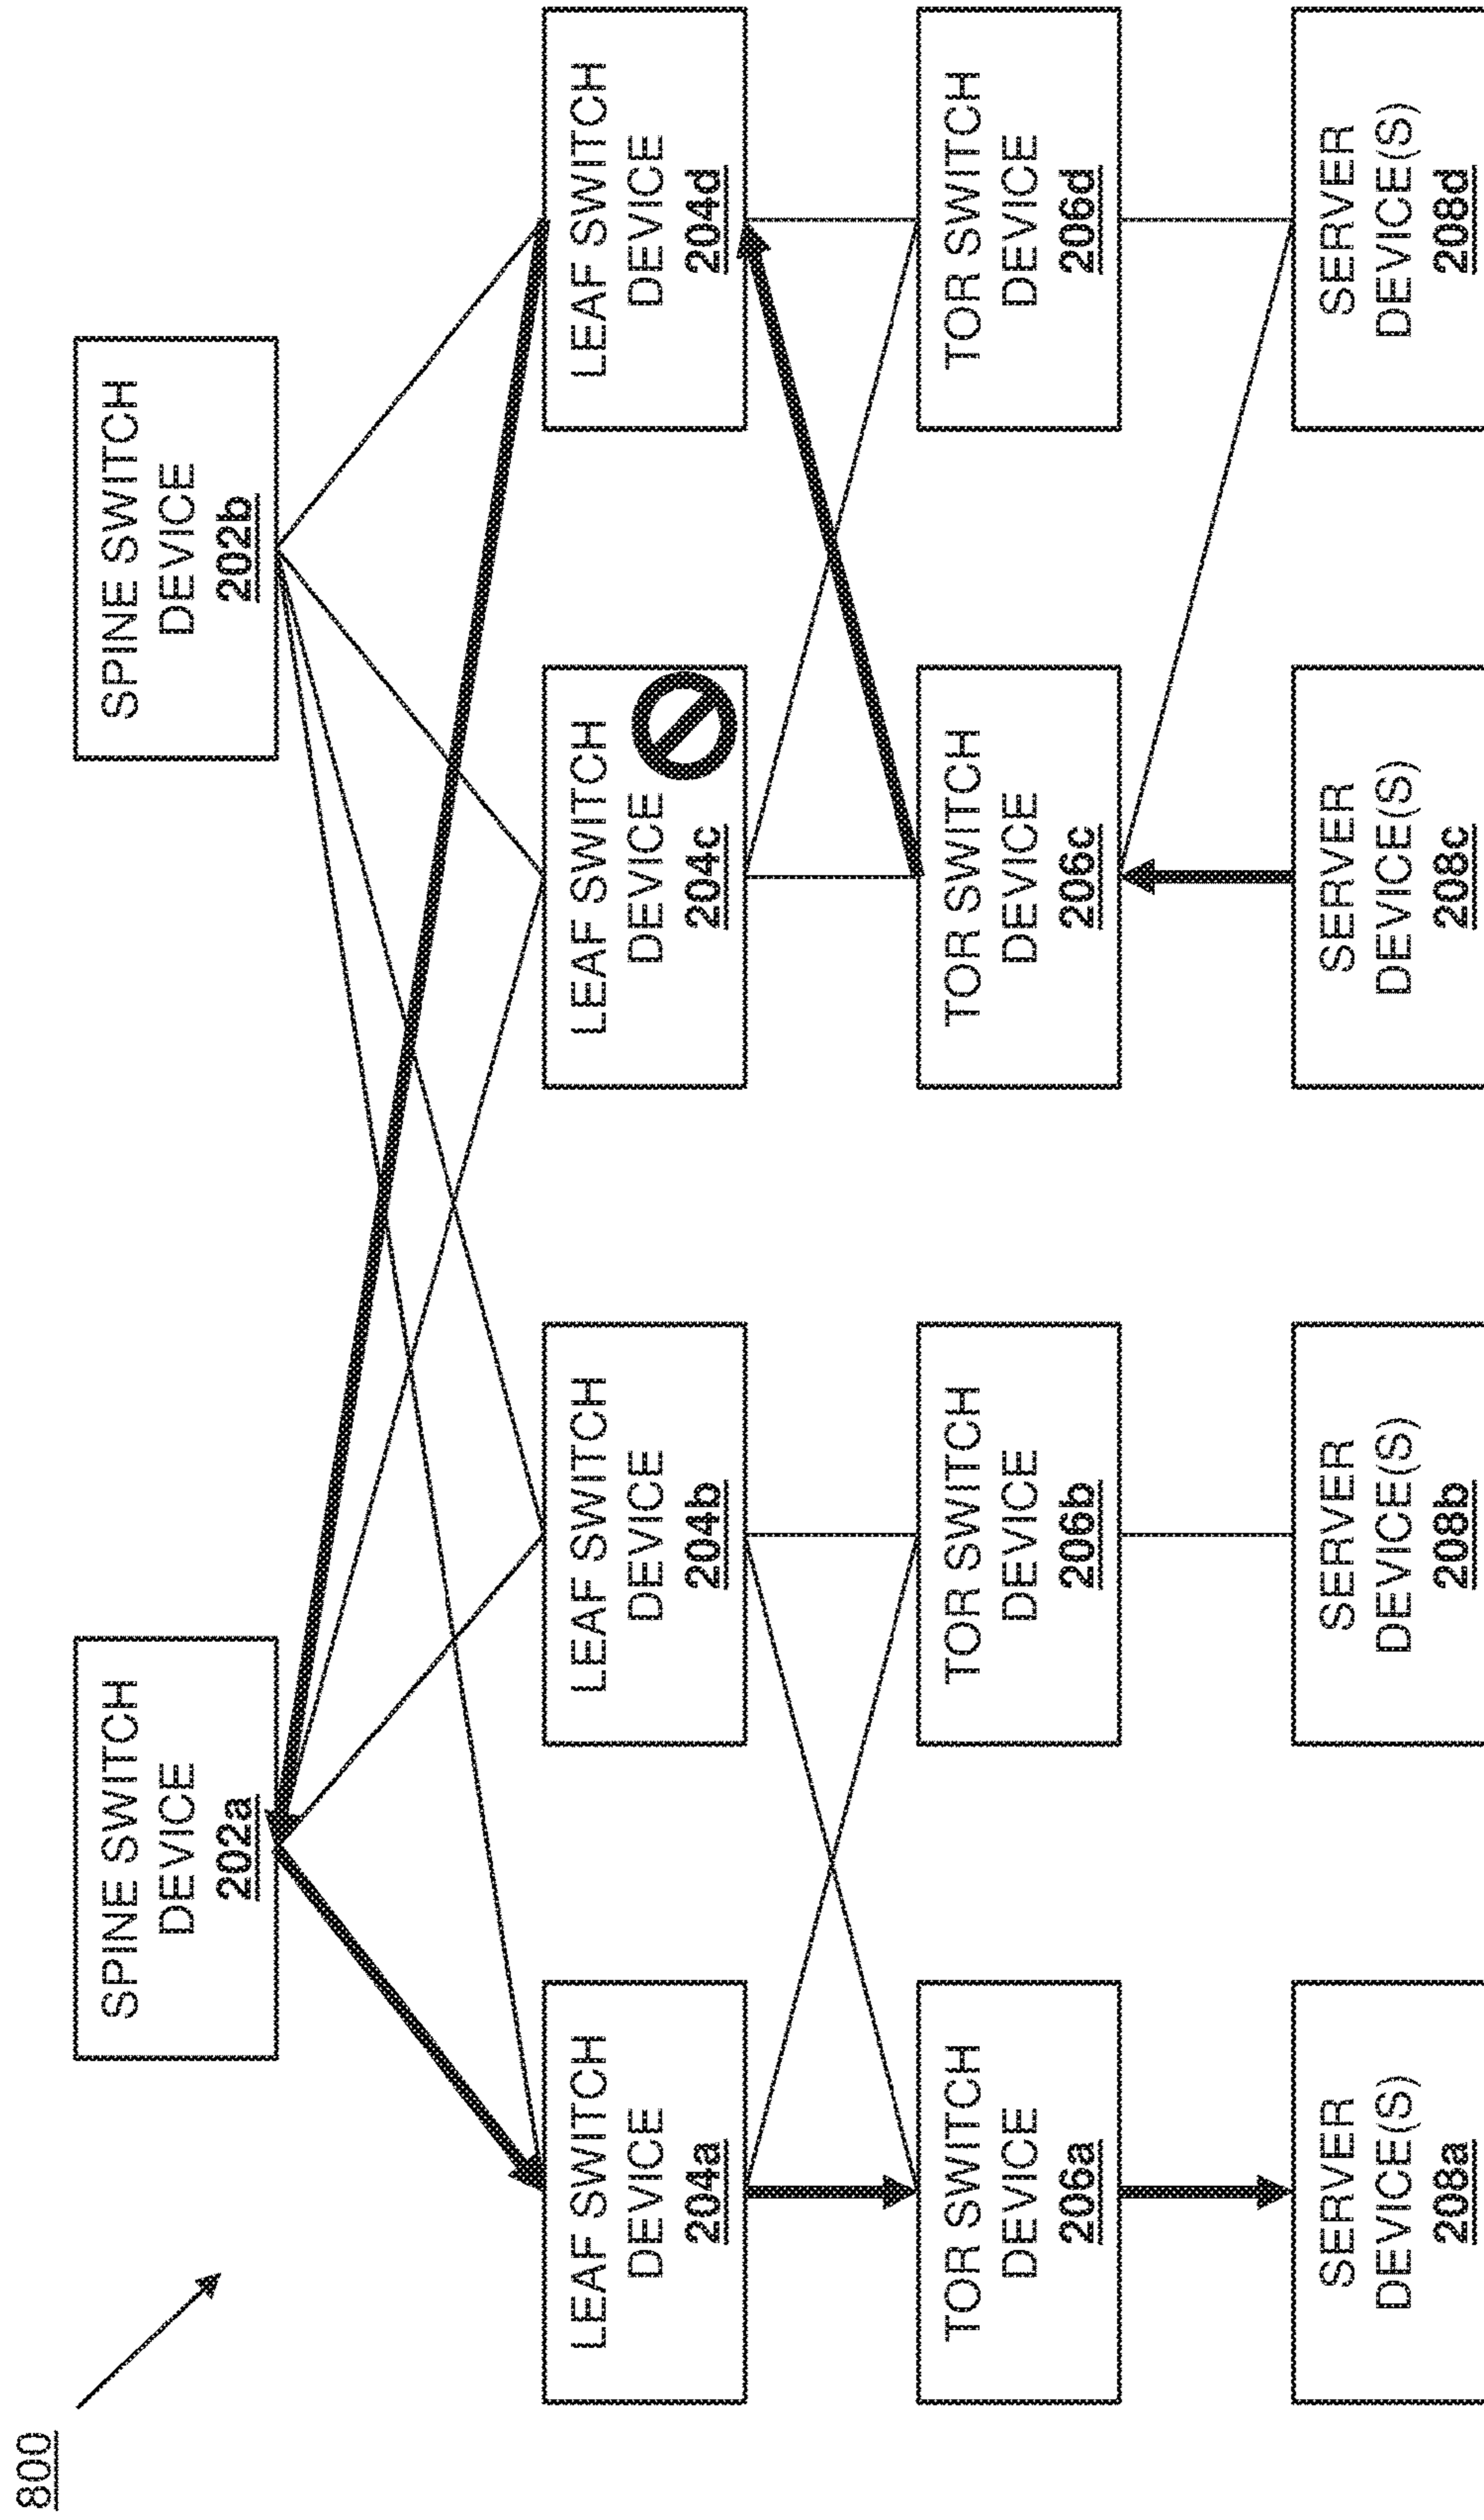 800
SPINE SWITCH
DEVICE
202a
SPINE SWITCH
DEVICE
202b
LEAF SWITCH
DEVICE
204a
LEAF SWITCH
DEVICE
204b
LEAF SWITCH
DEVICE
204c
LEAF SWITCH
DEVICE
204d
TOR SWITCH
DEVICE
206a
TOR SWITCH
DEVICE
206b
TOR SWITCH
DEVICE
206c
TOR SWITCH
DEVICE
206d
SERVER
DEVICE(S)
208a
SERVER
DEVICE(S)
208b
SERVER
DEVICE(S)
208c
SERVER
DEVICE(S)
208d